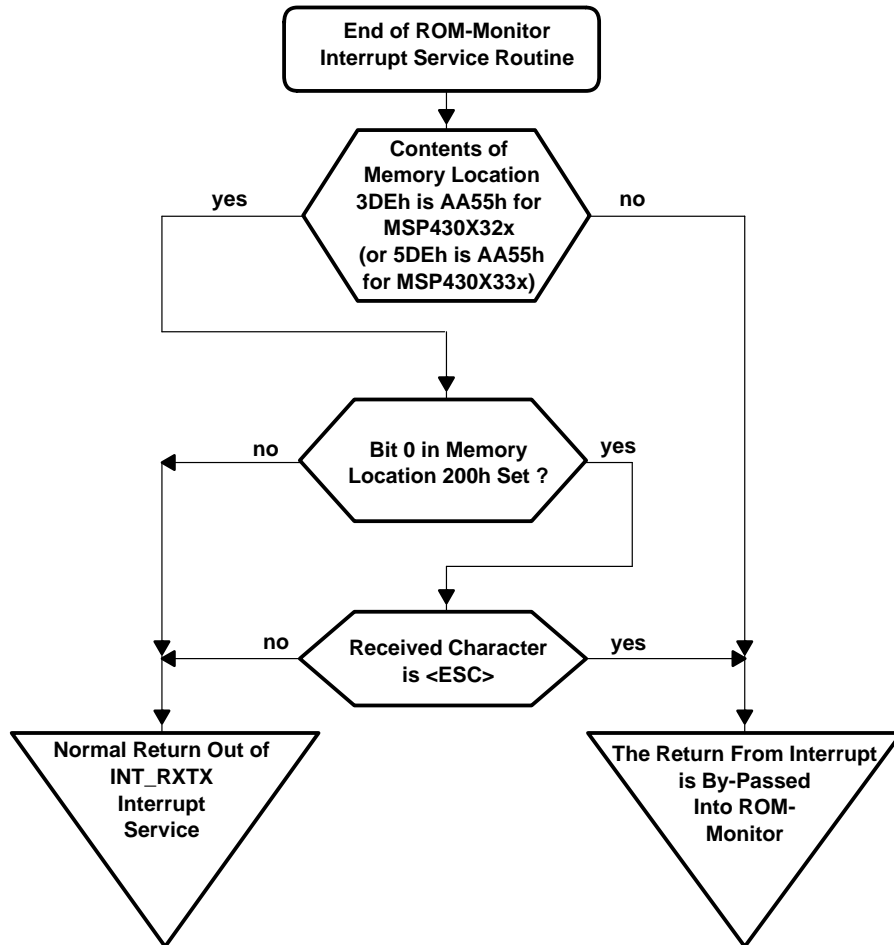 End of ROM-Monitor
Interrupt Service Routine
Contents of
Memory Location
3DEh is AA55h for
MSP430X32x
(or 5DEh is AA55h
for MSP430X33x)
yes
no
Bit 0 in Memory
Location 200h Set ?
no
yes
Received Character
is <ESC>
no
yes
Normal Return Out of
INT_RXTX
Interrupt
Service
The Return From Interrupt
is By-Passed
Into ROM-
Monitor